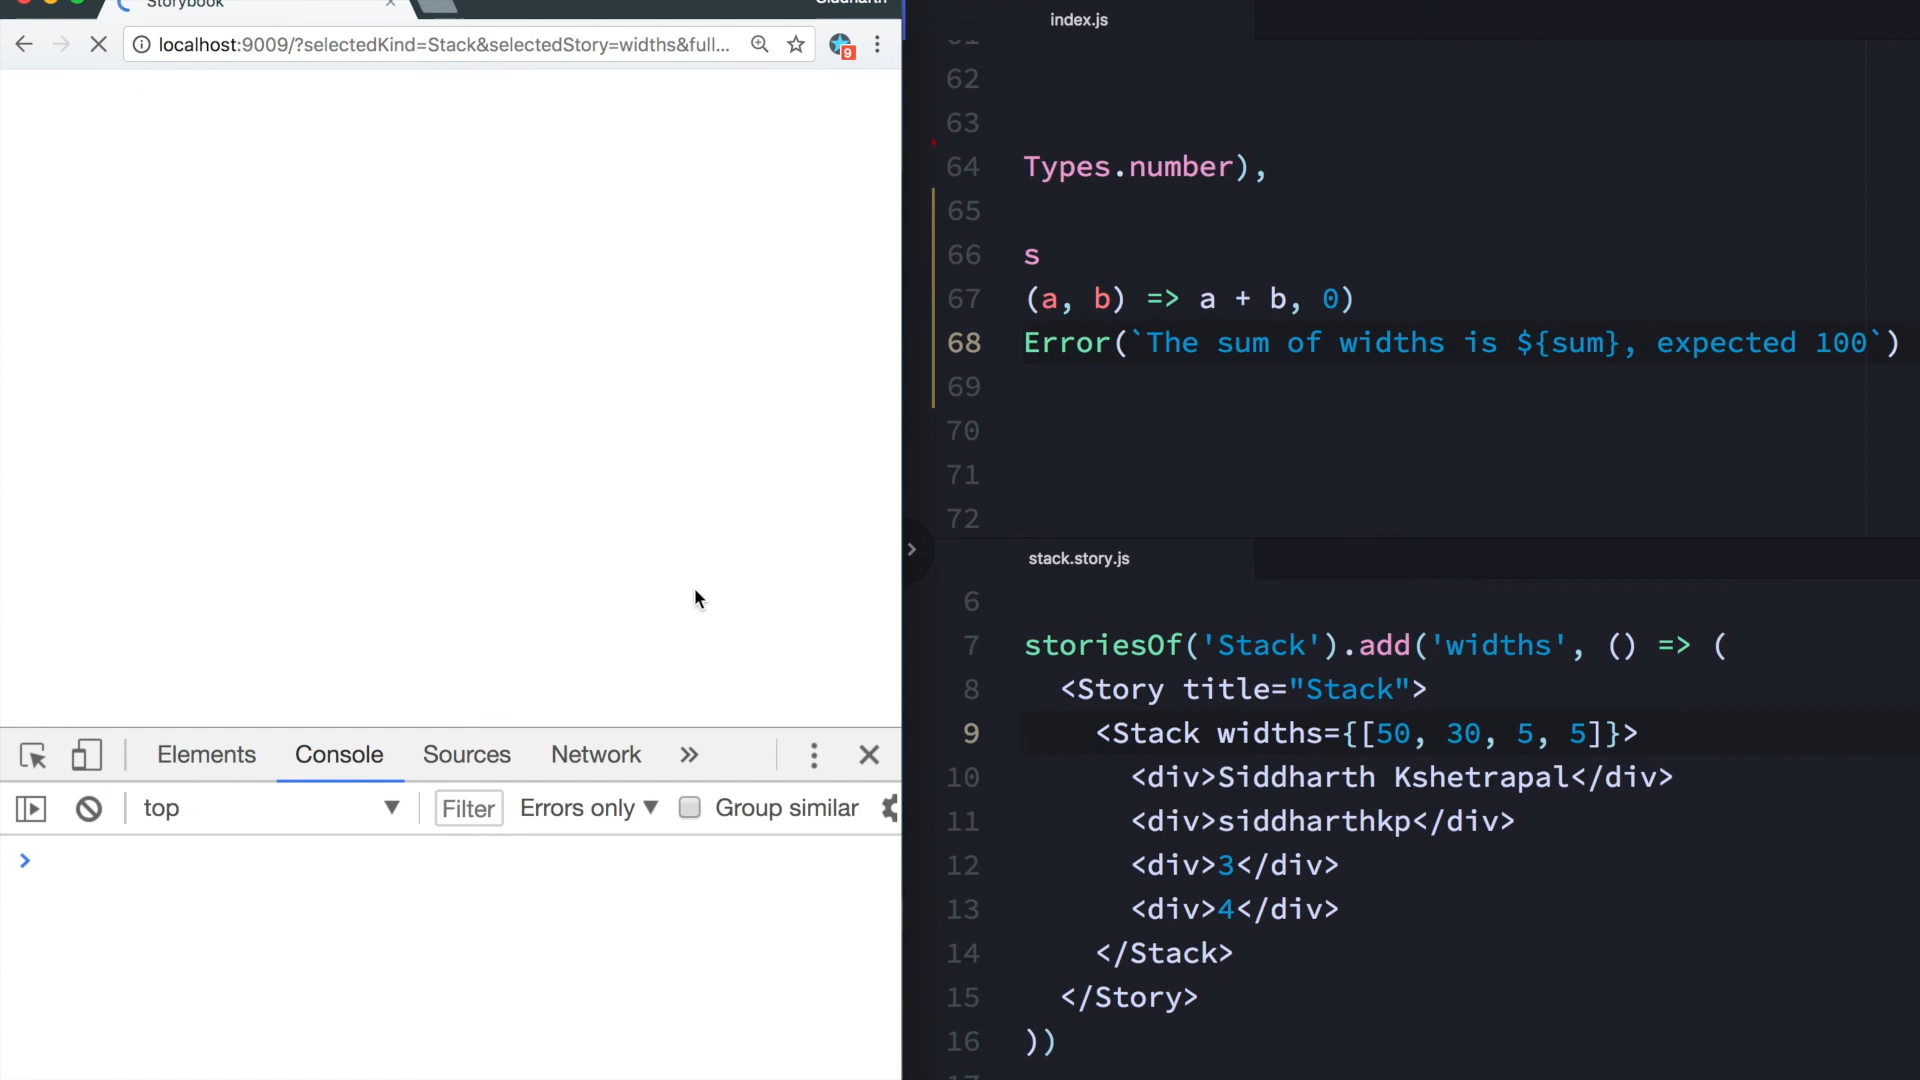 Storybook
Siddharth
localhost:9009/?selectedKind=Stack&selectedStory=widths&full...
9
Elements Console Sources Network »
top Filter Errors only Group similar
index.js
61
62
63
64 Types.number),
65
66 s
67 (a, b) => a + b, 0)
68 Error(`The sum of widths is ${sum}, expected 100`)
69
70
71
72
stack.story.js
6
7 storiesOf('Stack').add('widths', () => (
8 <Story title="Stack">
9 <Stack widths={[50, 30, 5, 5]}>
10 <div>Siddharth Kshetrapal</div>
11 <div>siddharthkp</div>
12 <div>3</div>
13 <div>4</div>
14 </Stack>
15 </Story>
16 ))
17